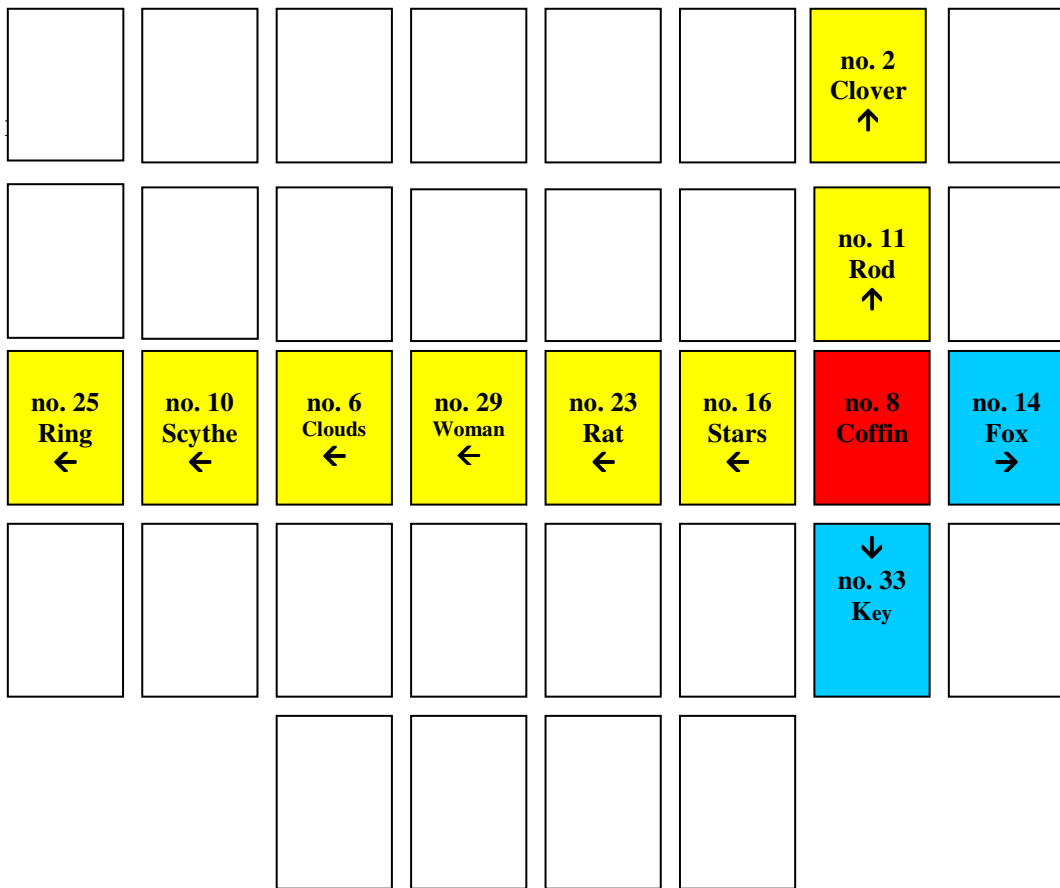 no. 2
Clover
↑
no. 11
Rod
↑
no. 25
Ring
←
no. 10
Scythe
←
no. 6
Clouds
←
no. 29
Woman
←
no. 23
Rat
←
no. 16
Stars
←
no. 8
Coffin
no. 14
Fox
→
↓
no. 33
Key